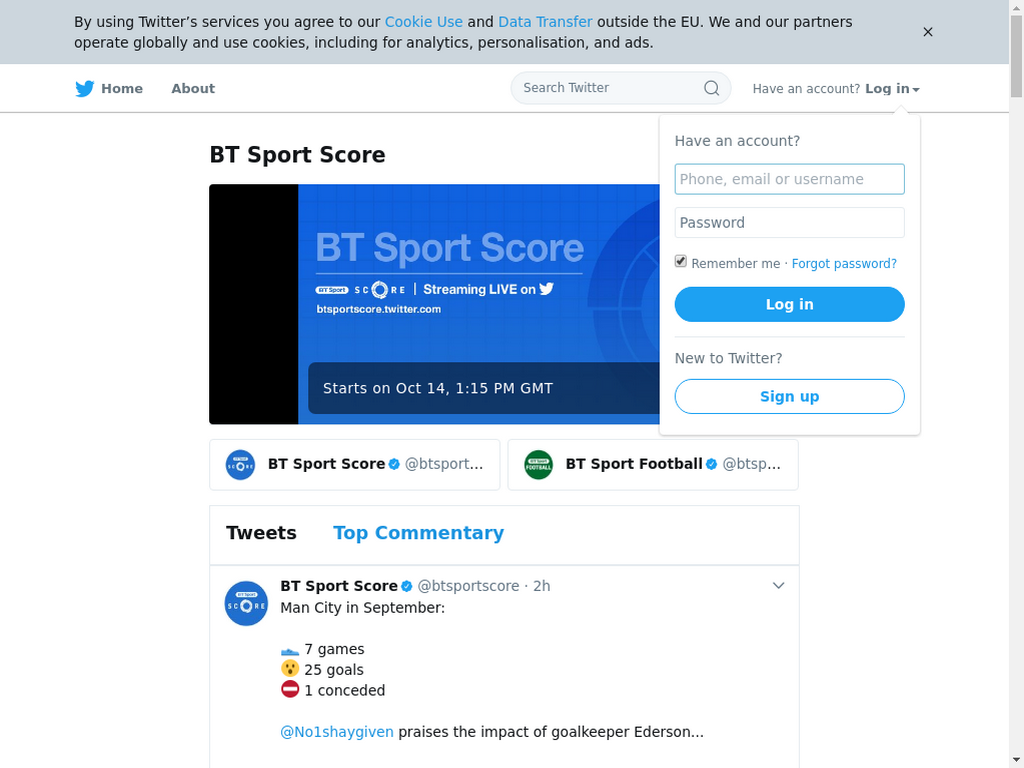 By using Twitter’s services you agree to our Cookie Use and Data Transfer outside the EU. We and our partners
operate globally and use cookies, including for analytics, personalisation, and ads.
Home
About
Search Twitter
Have an account? Log in
BT Sport Score
Have an account?
Phone, email or username
Password
Remember me · Forgot password?
Log in
New to Twitter?
Sign up
BT Sport Score
BT Sport SCORE | Streaming LIVE on
btsportscore.twitter.com
Starts on Oct 14, 1:15 PM GMT
BT Sport Score @btsport...
BT Sport Football @btsp...
Tweets
Top Commentary
BT Sport Score @btsportscore · 2h
Man City in September:
7 games
25 goals
1 conceded
@No1shaygiven praises the impact of goalkeeper Ederson...